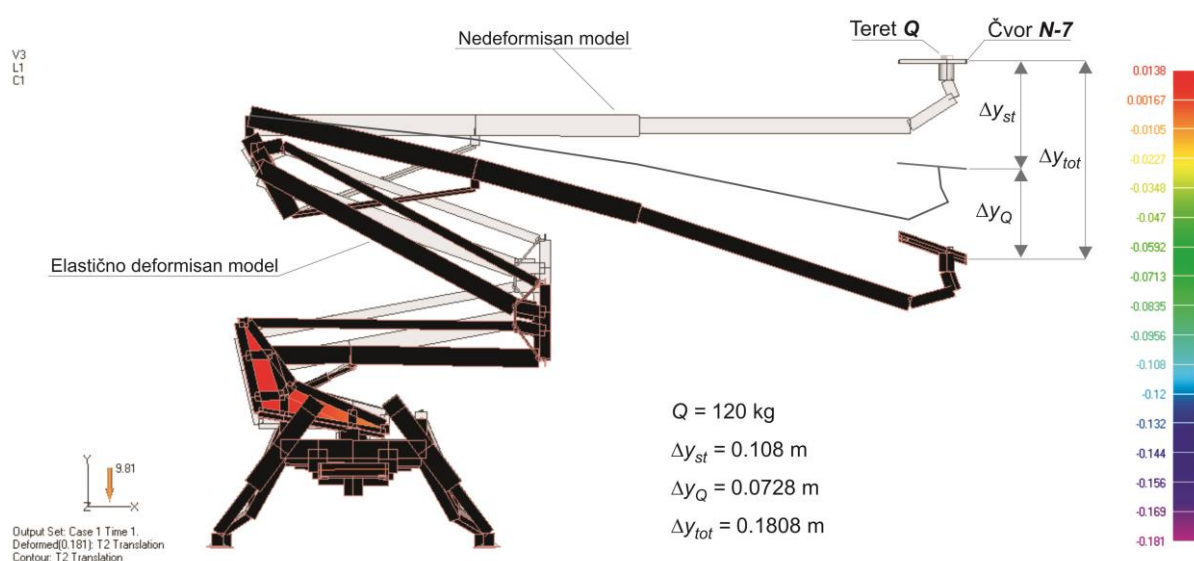 V3
L1
C1
Nedeformisan model
Teret Q
Čvor N-7
Δyst
Δytot
ΔyQ
Elastično deformisan model
0.0138
0.00167
-0.0105
-0.0227
-0.0348
-0.047
-0.0592
-0.0713
-0.0835
-0.0956
-0.108
-0.12
-0.132
-0.144
-0.156
-0.169
-0.181
Q = 120 kg
Δyst = 0.108 m
ΔyQ = 0.0728 m
Δytot = 0.1808 m
Y
9.81
Z
X
Output Set: Case 1 Time 1.
Deformed(0.181): T2 Translation
Contour: T2 Translation